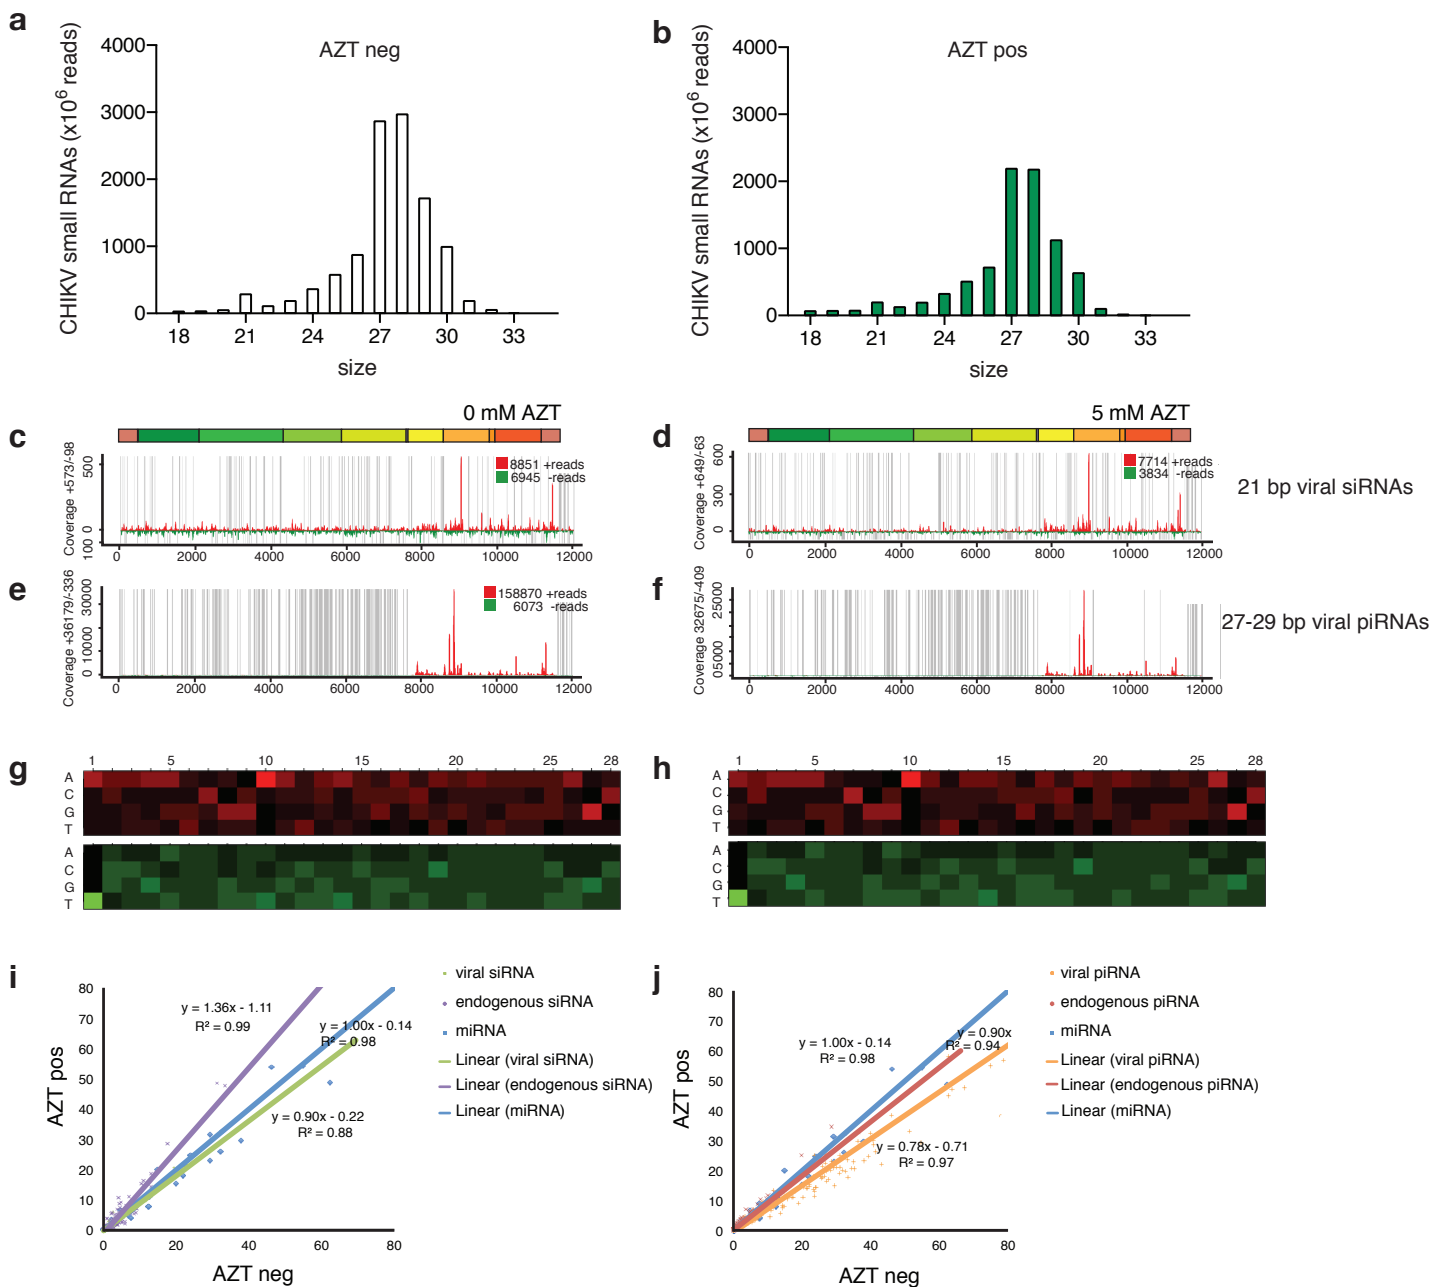 a
AZT neg
CHIKV small RNAs (x10⁶ reads)
4000
3000
2000
1000
0
18 21 24 27 30 33
size
b
AZT pos
CHIKV small RNAs (x10⁶ reads)
4000
3000
2000
1000
0
18 21 24 27 30 33
size
c
0 mM AZT
Coverage +573/-98
500
0
100
8851 +reads
6945 -reads
0 2000 4000 6000 8000 10000 12000
d
5 mM AZT
Coverage +649/-63
600
300
0
7714 +reads
3834 -reads
0 2000 4000 6000 8000 10000 12000
21 bp viral siRNAs
e
Coverage +36179/-336
30000
10000
0
158870 +reads
6073 -reads
0 2000 4000 6000 8000 10000 12000
f
Coverage 32675/-409
25000
05000
0 2000 4000 6000 8000 10000 12000
27-29 bp viral piRNAs
g
1 5 10 15 20 25 28
A
C
G
T
A
C
G
T
h
1 5 10 15 20 25 28
A
C
G
T
A
C
G
T
i
AZT pos
80
70
60
50
40
30
20
10
0
0 20 40 60 80
AZT neg
y = 1.36x - 1.11
R² = 0.99
y = 1.00x - 0.14
R² = 0.98
y = 0.90x - 0.22
R² = 0.88
viral siRNA
endogenous siRNA
miRNA
Linear (viral siRNA)
Linear (endogenous siRNA)
Linear (miRNA)
j
AZT pos
80
70
60
50
40
30
20
10
0
0 20 40 60 80
AZT neg
y = 1.00x - 0.14
R² = 0.98
y = 0.90x
R² = 0.94
y = 0.78x - 0.71
R² = 0.97
viral piRNA
endogenous piRNA
miRNA
Linear (viral piRNA)
Linear (endogenous piRNA)
Linear (miRNA)